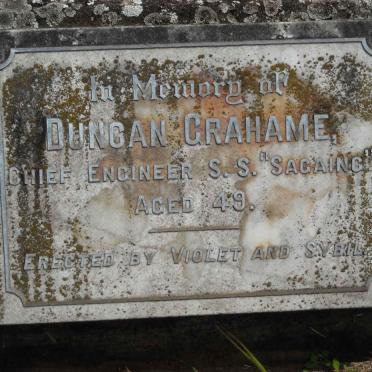 In Memory of
DUNCAN GRAHAME,
CHIEF ENGINEER S.S. "SAGAING"
AGED 49.
ERECTED BY VIOLET AND SYBIL.